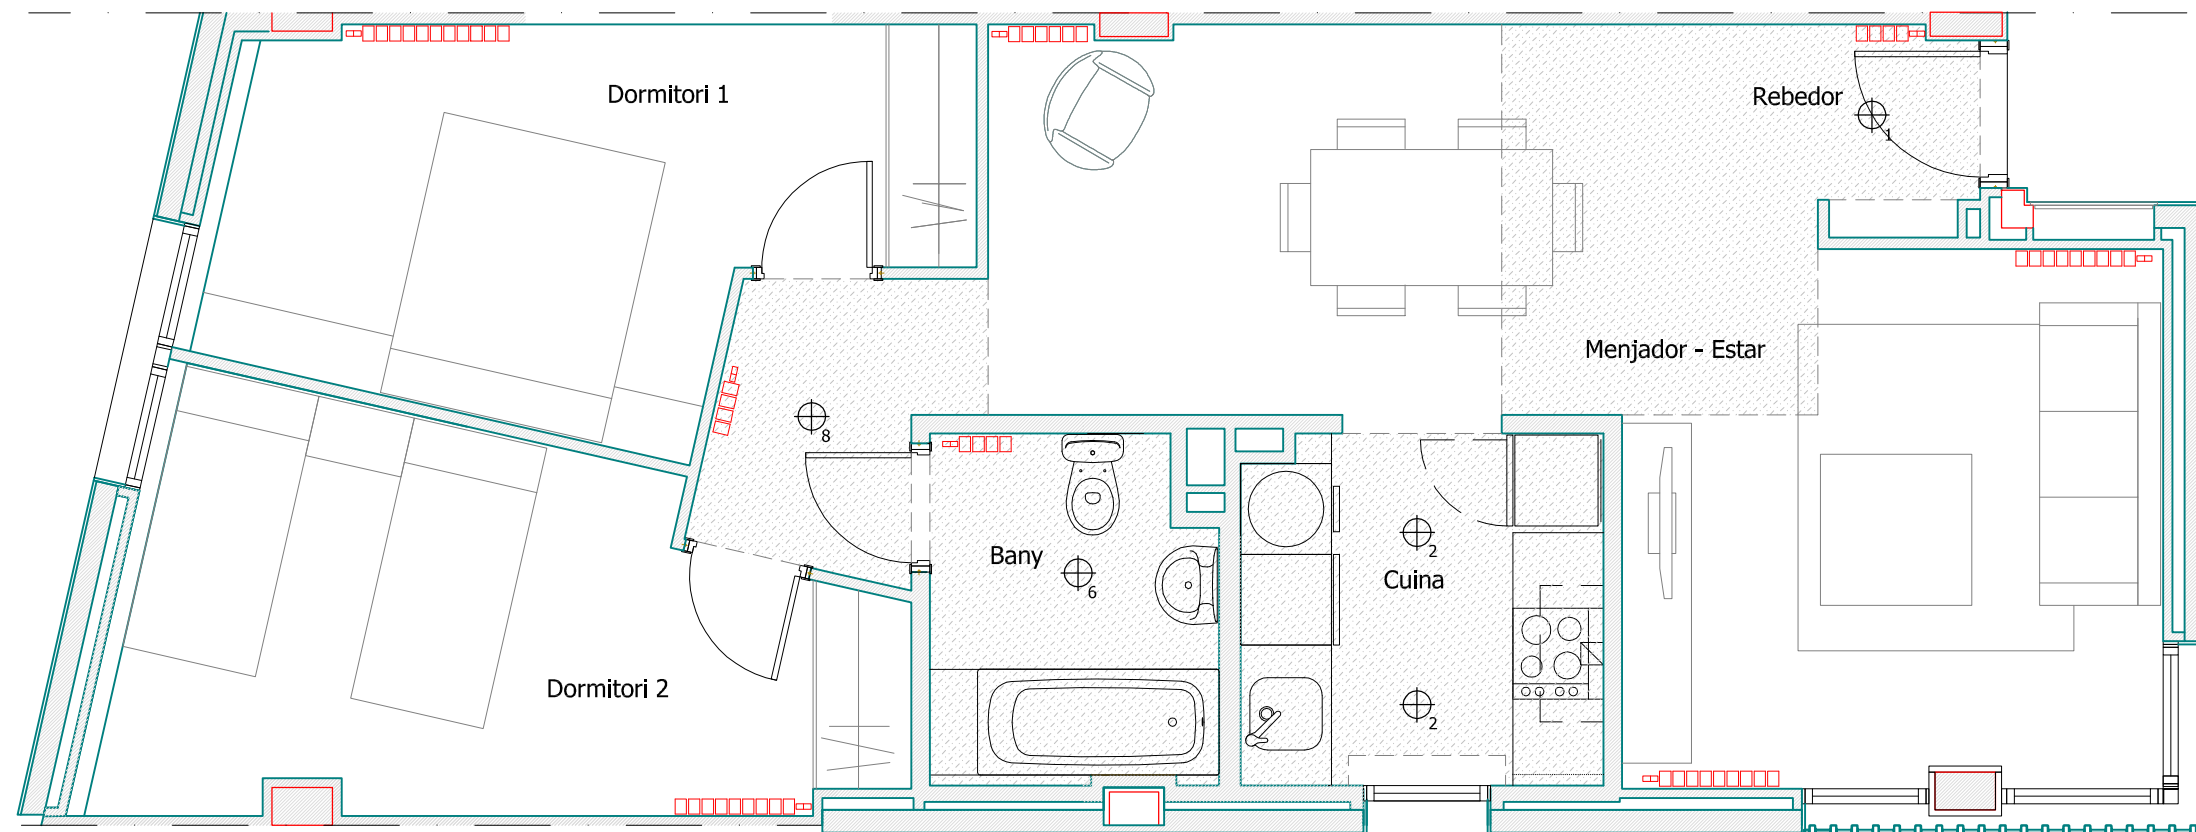 Dormitori 1
Rebedor
1
Menjador - Estar
8
2
Bany
6
Cuina
Dormitori 2
2